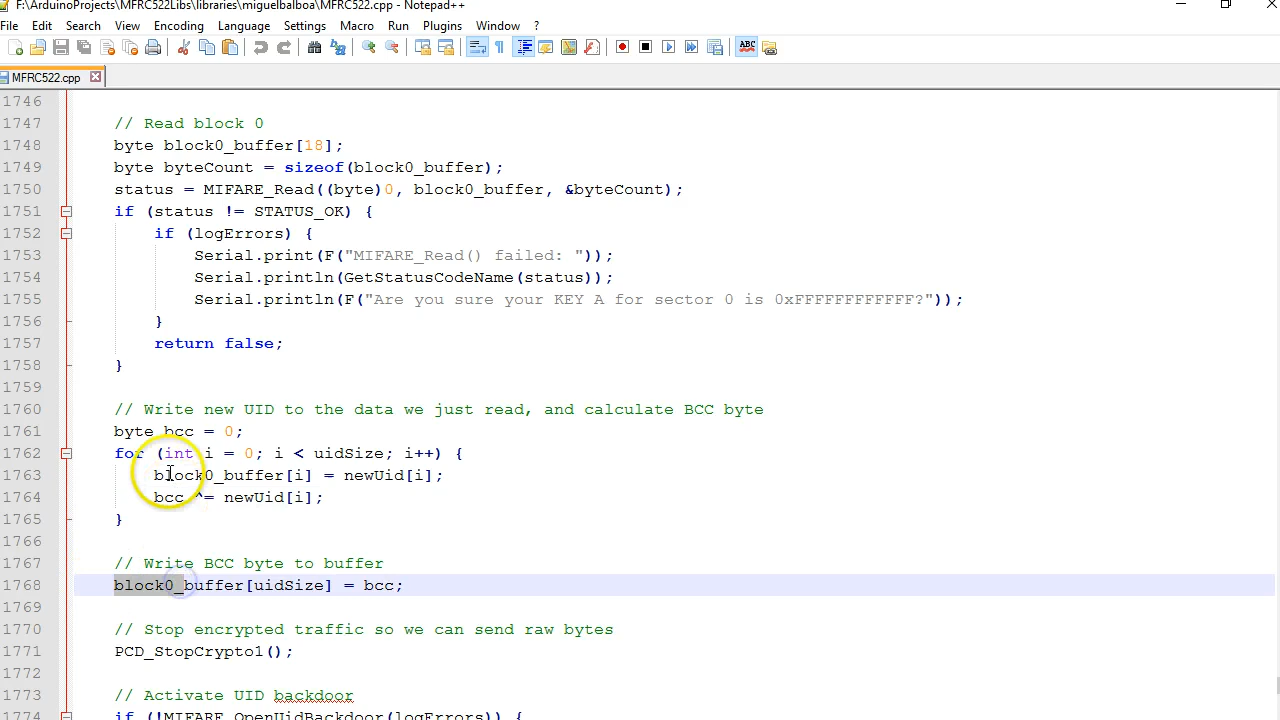 F:\ArduinoProjects\MFRC522Libs\libraries\miguelbalboa\MFRC522.cpp - Notepad++
File Edit Search View Encoding Language Settings Macro Run Plugins Window ?
ABC
MFRC522.cpp
1746
1747 // Read block 0
1748 byte block0_buffer[18];
1749 byte byteCount = sizeof(block0_buffer);
1750 status = MIFARE_Read((byte)0, block0_buffer, &byteCount);
1751 if (status != STATUS_OK) {
1752 if (logErrors) {
1753 Serial.print(F("MIFARE_Read() failed: "));
1754 Serial.println(GetStatusCodeName(status));
1755 Serial.println(F("Are you sure your KEY A for sector 0 is 0xFFFFFFFFFFFF?"));
1756 }
1757 return false;
1758 }
1759
1760 // Write new UID to the data we just read, and calculate BCC byte
1761 byte bcc = 0;
1762 for (int i = 0; i < uidSize; i++) {
1763 block0_buffer[i] = newUid[i];
1764 bcc ^= newUid[i];
1765 }
1766
1767 // Write BCC byte to buffer
1768 block0_buffer[uidSize] = bcc;
1769
1770 // Stop encrypted traffic so we can send raw bytes
1771 PCD_StopCrypto1();
1772
1773 // Activate UID backdoor
1774 if (!MIFARE_OpenUidBackdoor(logErrors)) {